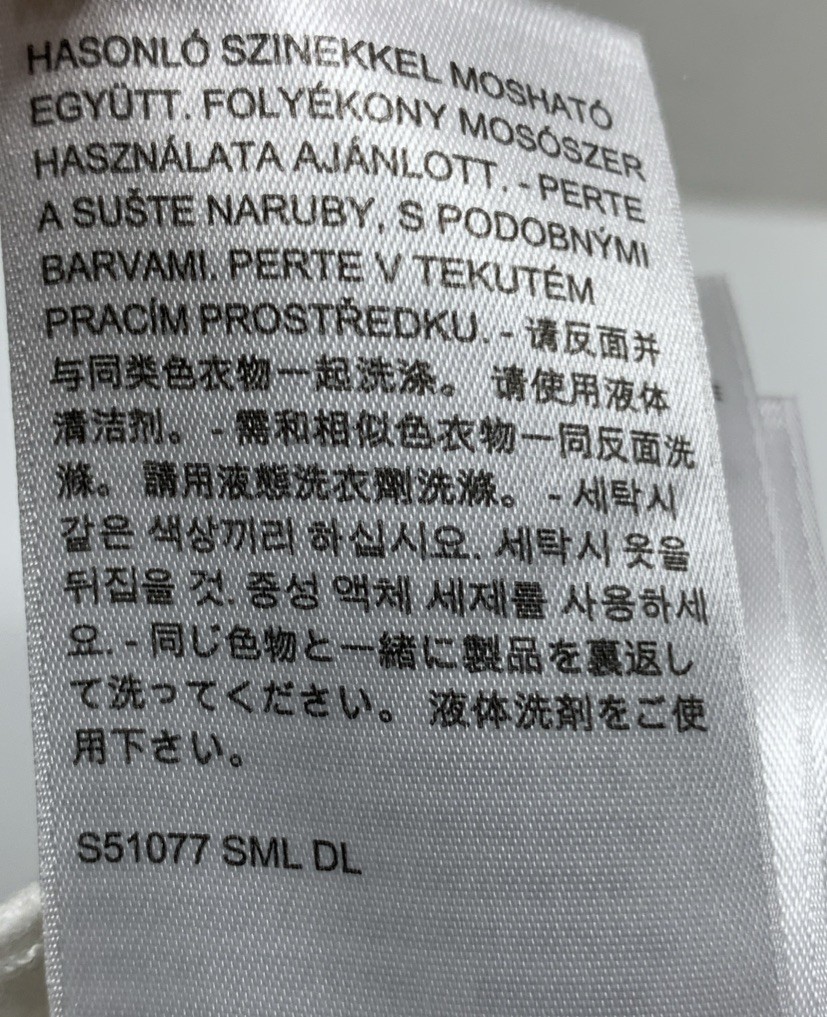 HASONLÓ SZINEKKEL MOSHATÓ
EGYÜTT. FOLYÉKONY MOSÓSZER
HASZNÁLATA AJÁNLOTT. - PERTE
A SUŠTE NARUBY, S PODOBNÝMI
BARVAMI. PERTE V TEKUTÉM
PRACÍM PROSTŘEDKU. - 请反面并
与同类色衣物一起洗涤。 请使用液体
清洁剂。 - 需和相似色衣物一同反面洗
滌。 請用液態洗衣劑洗滌。 - 세탁시
같은 색상끼리 하십시요. 세탁시 옷을
뒤집을 것. 중성 액체 세제를 사용하세
요. - 同じ色物と一緒に製品を裏返し
て洗ってください。 液体洗剤をご使
用下さい。
S51077 SML DL